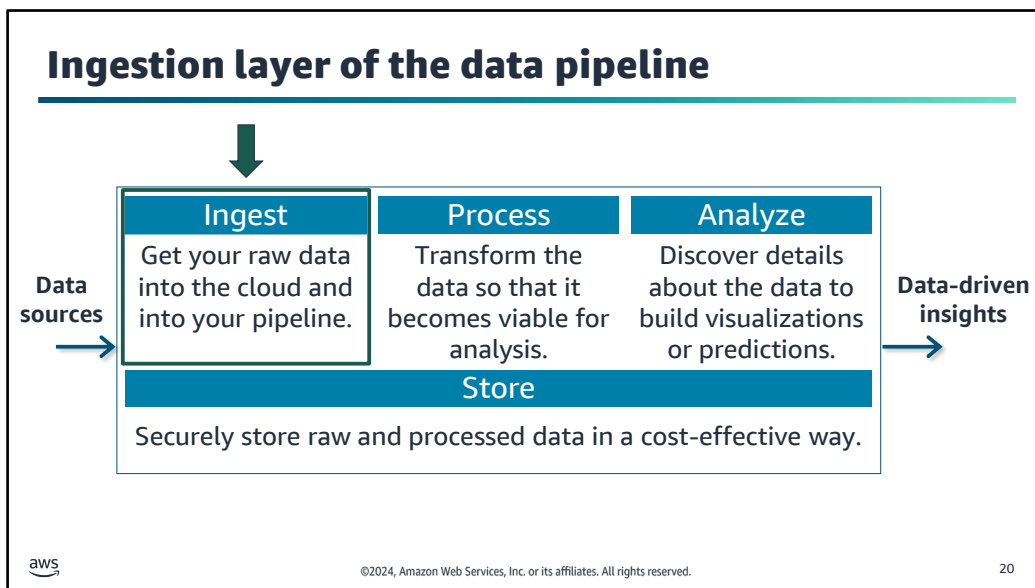 Ingestion layer of the data pipeline
Data
sources
Ingest
Get your raw data
into the cloud and
into your pipeline.
Process
Transform the
data so that it
becomes viable for
analysis.
Analyze
Discover details
about the data to
build visualizations
or predictions.
Data-driven
insights
Store
Securely store raw and processed data in a cost-effective way.
aws
©2024, Amazon Web Services, Inc. or its affiliates. All rights reserved.
20